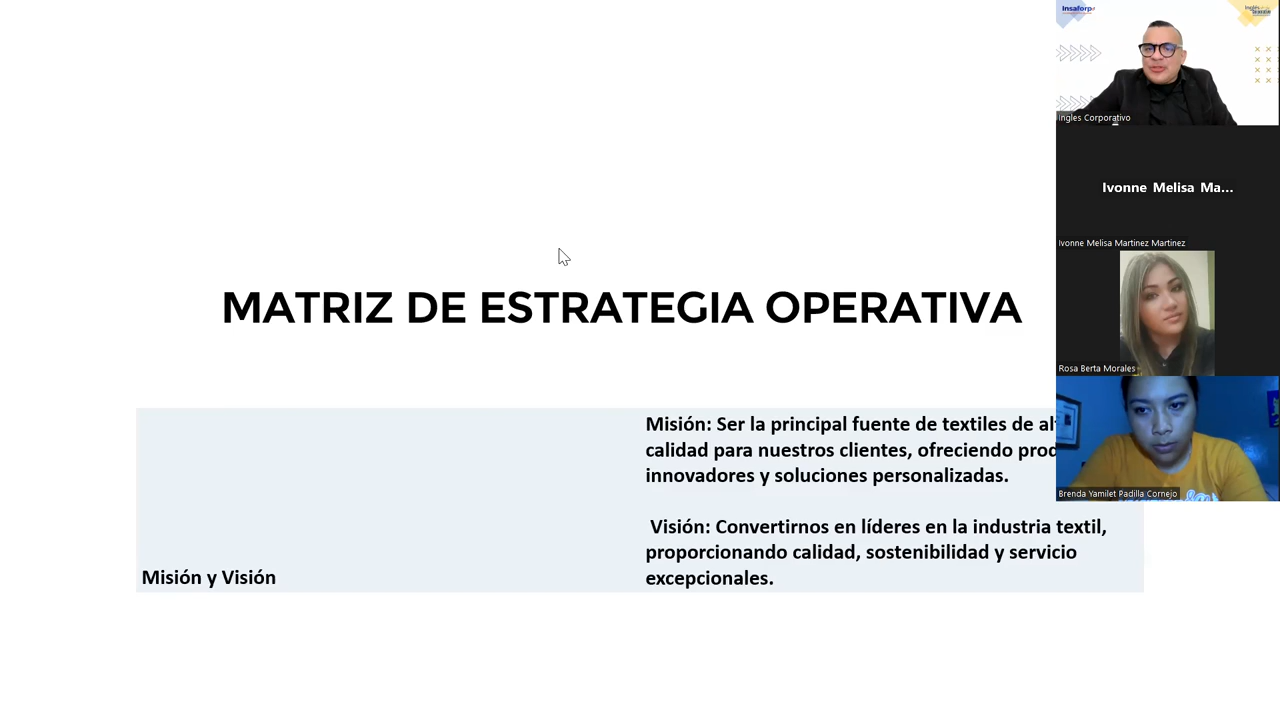 MATRIZ DE ESTRATEGIA OPERATIVA
Misión y Visión
Misión: Ser la principal fuente de textiles de al
calidad para nuestros clientes, ofreciendo prod
innovadores y soluciones personalizadas.
Visión: Convertirnos en líderes en la industria textil,
proporcionando calidad, sostenibilidad y servicio
excepcionales.
insaforp
Ingles Corporativo
Ivonne Melisa Ma...
Ivonne Melisa Martinez Martinez
Rosa Berta Morales
Brenda Yamilet Padilla Cornejo